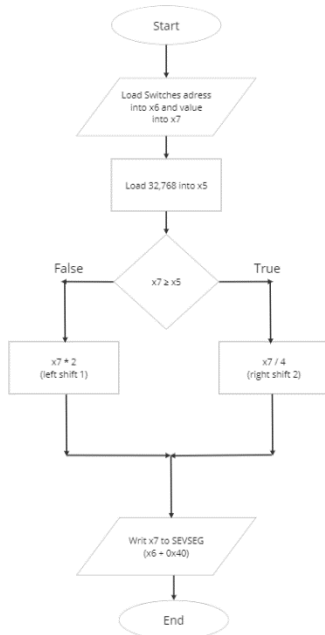 Start
Load Switches adress
into x6 and value
into x7
Load 32,768 into x5
False
True
x7 ≥ x5
x7 * 2
(left shift 1)
x7 / 4
(right shift 2)
Writ x7 to SEVSEG
(x6 + 0x40)
End